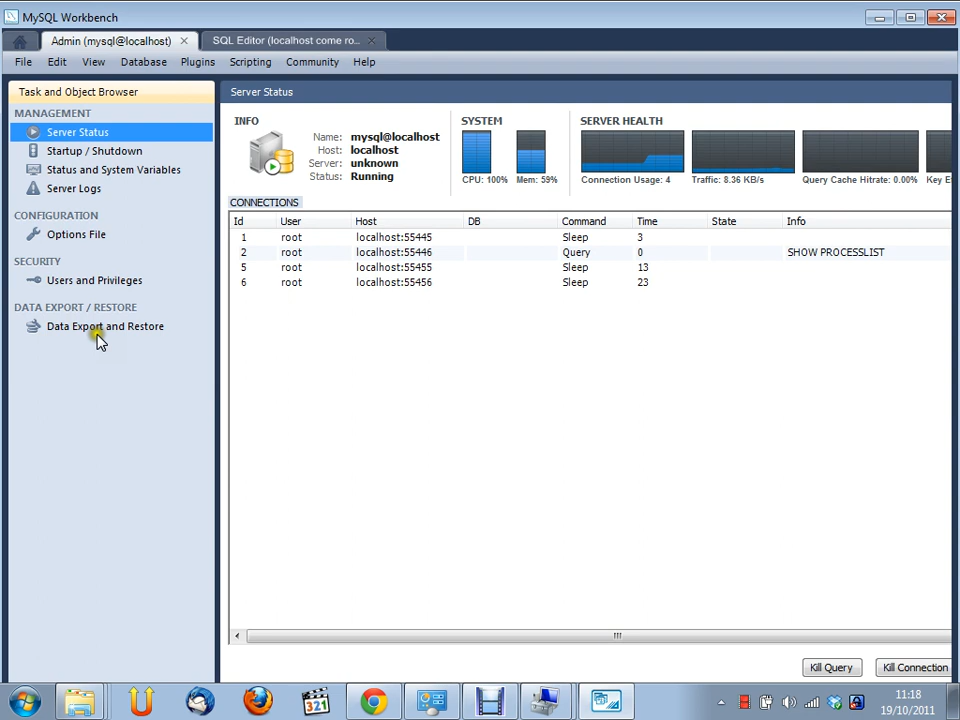 MySQL Workbench
Admin (mysql@localhost)
SQL Editor (localhost come ro...
File Edit View Database Plugins Scripting Community Help
Task and Object Browser
MANAGEMENT
Server Status
Startup / Shutdown
Status and System Variables
Server Logs
CONFIGURATION
Options File
SECURITY
Users and Privileges
DATA EXPORT / RESTORE
Data Export and Restore
Server Status
INFO
Name: mysql@localhost
Host: localhost
Server: unknown
Status: Running
SYSTEM
CPU: 100% Mem: 59%
SERVER HEALTH
Connection Usage: 4 Traffic: 8.36 KB/s Query Cache Hitrate: 0.00% Key E
CONNECTIONS
Id User Host DB Command Time State Info
1 root localhost:55445 Sleep 3
2 root localhost:55446 Query 0 SHOW PROCESSLIST
5 root localhost:55455 Sleep 13
6 root localhost:55456 Sleep 23
Kill Query Kill Connection
321
11:18
19/10/2011